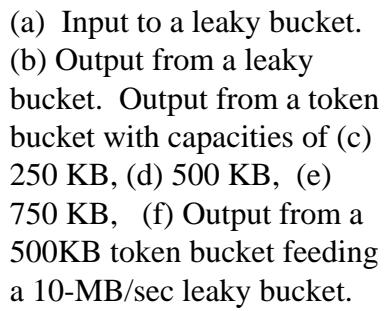 (a) Input to a leaky bucket.
(b) Output from a leaky
bucket. Output from a token
bucket with capacities of (c)
250 KB, (d) 500 KB, (e)
750 KB, (f) Output from a
500KB token bucket feeding
a 10-MB/sec leaky bucket.